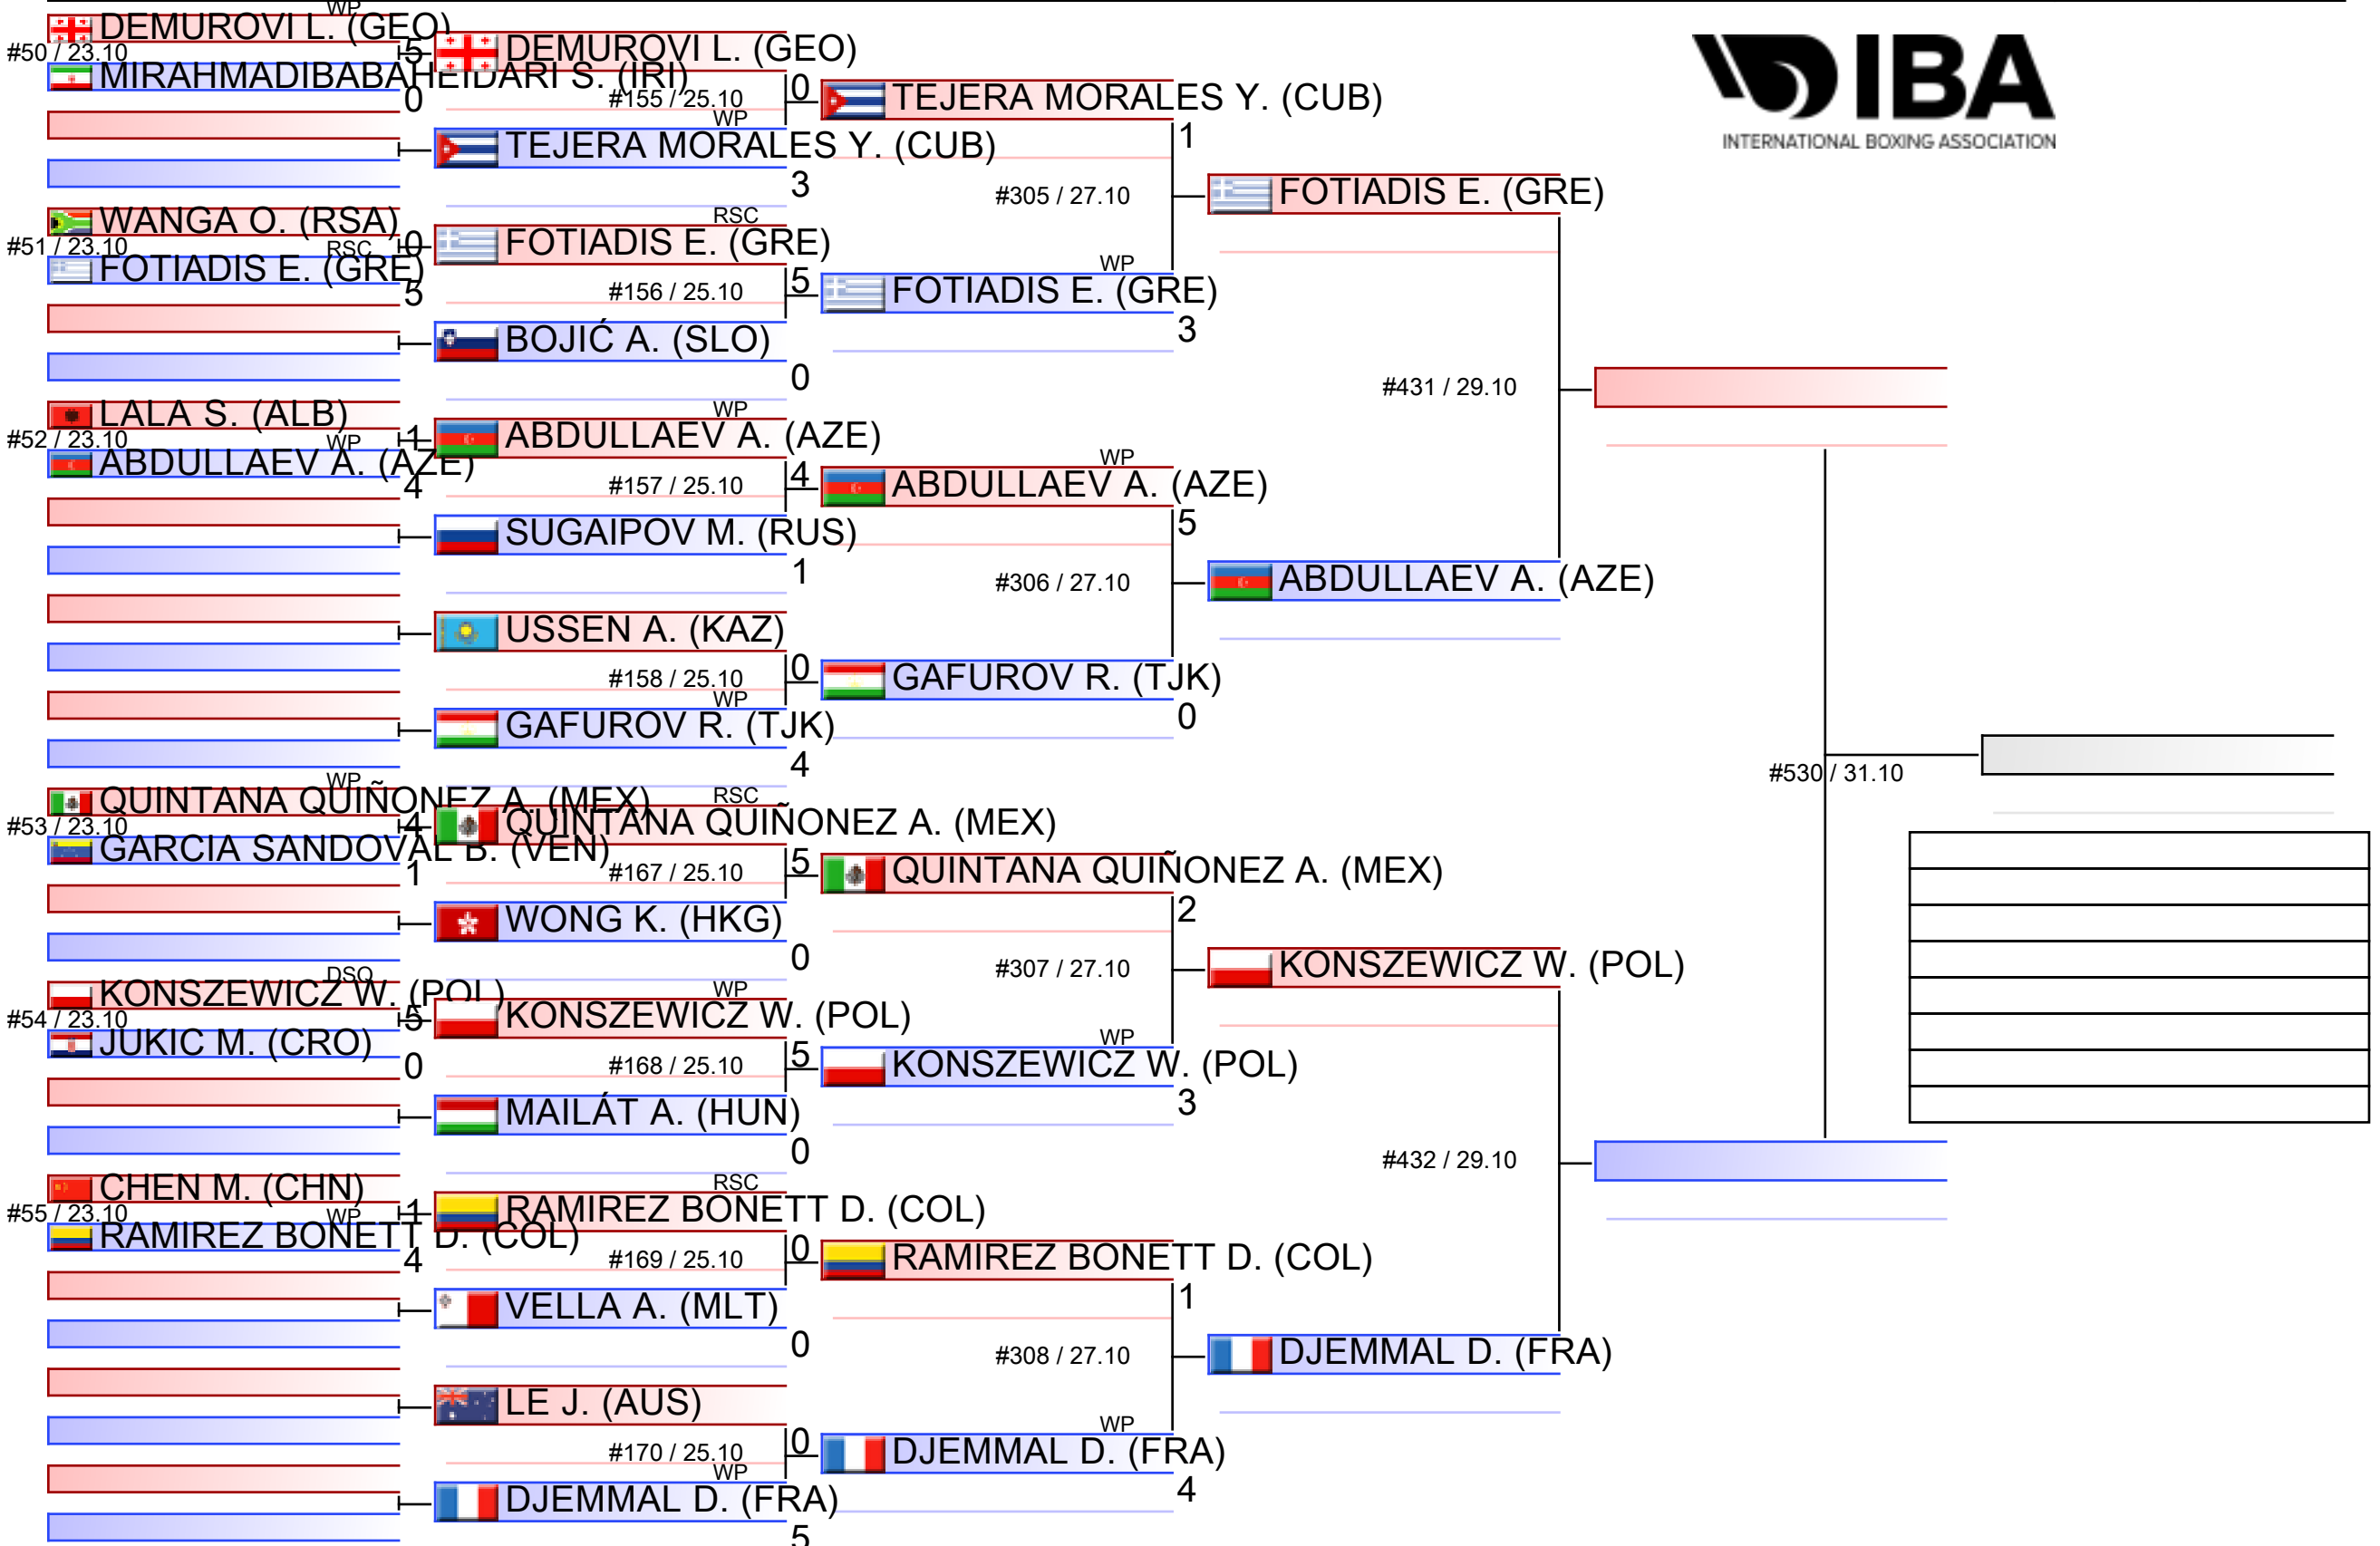 WP
DEMUROVI L. (GEO)
#50 / 23.10
5
MIRAHMADIBABAHEIDARI S. (IRI)
0
WANGA O. (RSA)
#51 / 23.10
RSC
0
FOTIADIS E. (GRE)
5
LALA S. (ALB)
#52 / 23.10
WP
1
ABDULLAEV A. (AZE)
4
WP
QUINTANA QUIÑONEZ A. (MEX)
#53 / 23.10
4
GARCIA SANDOVAL B. (VEN)
1
DSQ
KONSZEWICZ W. (POL)
#54 / 23.10
5
JUKIC M. (CRO)
0
CHEN M. (CHN)
#55 / 23.10
WP
1
RAMIREZ BONETT D. (COL)
4
DEMUROVI L. (GEO)
#155 / 25.10
0
WP
TEJERA MORALES Y. (CUB)
3
RSC
FOTIADIS E. (GRE)
#156 / 25.10
5
BOJIĆ A. (SLO)
0
WP
ABDULLAEV A. (AZE)
#157 / 25.10
4
SUGAIPOV M. (RUS)
1
USSEN A. (KAZ)
#158 / 25.10
0
WP
GAFUROV R. (TJK)
4
RSC
QUINTANA QUIÑONEZ A. (MEX)
#167 / 25.10
5
WONG K. (HKG)
0
WP
KONSZEWICZ W. (POL)
#168 / 25.10
5
MAILÁT A. (HUN)
0
RSC
RAMIREZ BONETT D. (COL)
#169 / 25.10
0
VELLA A. (MLT)
0
LE J. (AUS)
#170 / 25.10
0
WP
DJEMMAL D. (FRA)
5
TEJERA MORALES Y. (CUB)
1
#305 / 27.10
WP
FOTIADIS E. (GRE)
3
WP
ABDULLAEV A. (AZE)
5
#306 / 27.10
GAFUROV R. (TJK)
0
QUINTANA QUIÑONEZ A. (MEX)
2
#307 / 27.10
WP
KONSZEWICZ W. (POL)
3
RAMIREZ BONETT D. (COL)
1
#308 / 27.10
WP
DJEMMAL D. (FRA)
4
FOTIADIS E. (GRE)
#431 / 29.10
ABDULLAEV A. (AZE)
KONSZEWICZ W. (POL)
#432 / 29.10
DJEMMAL D. (FRA)
#530 / 31.10
IBA
INTERNATIONAL BOXING ASSOCIATION